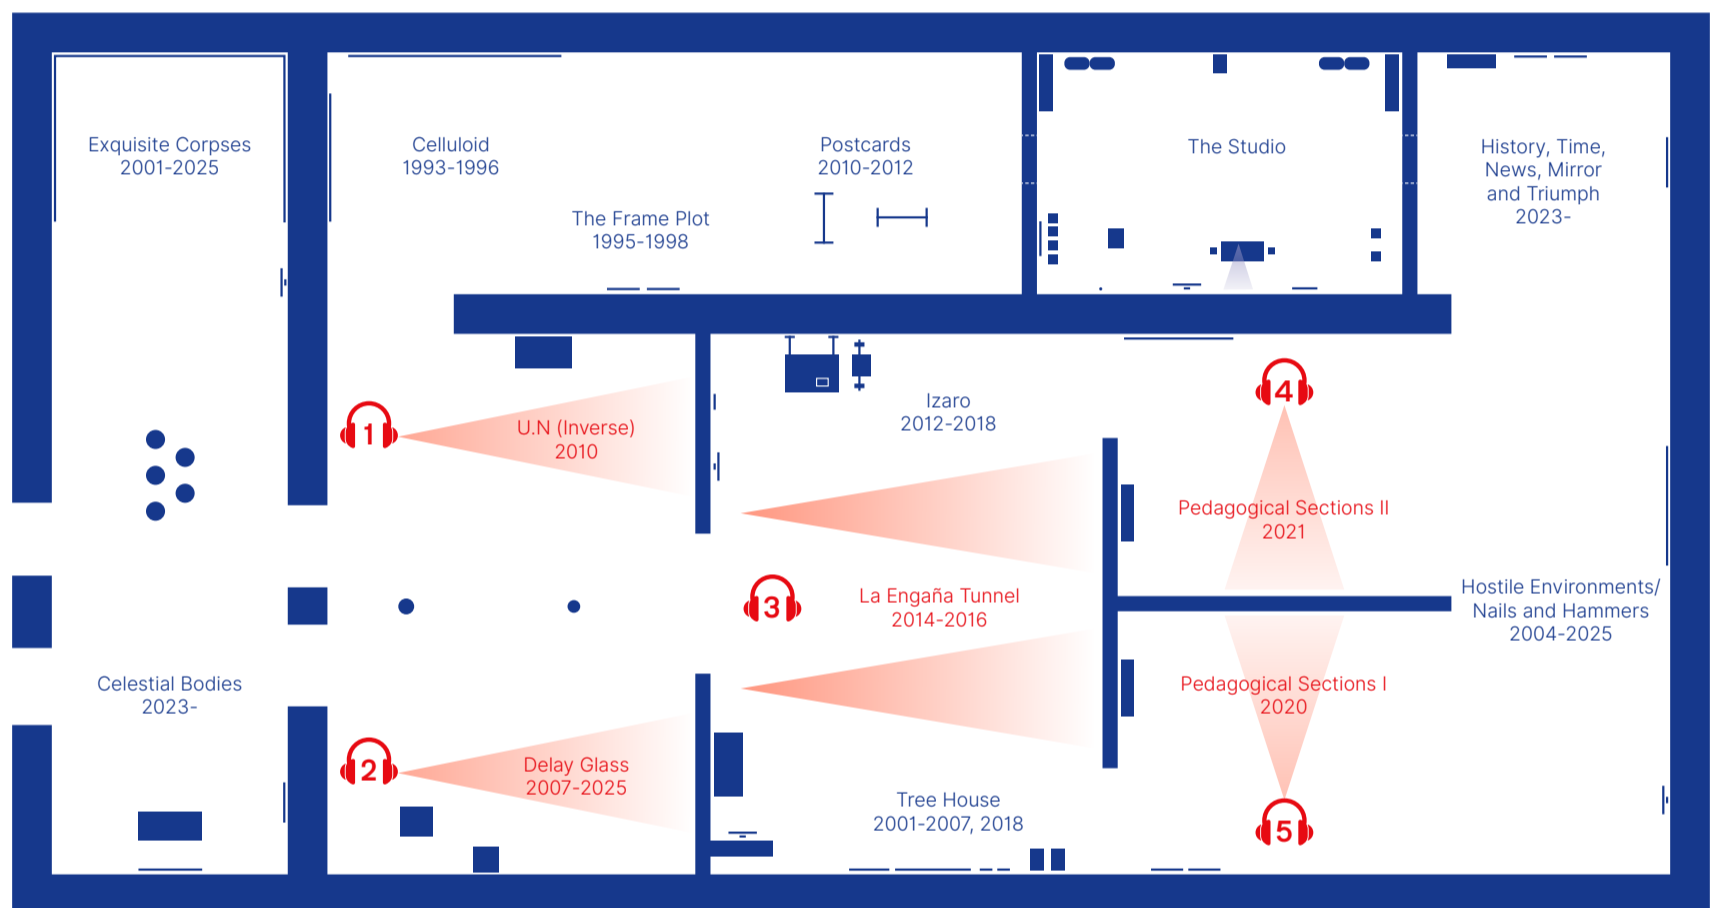 Exquisite Corpses
2001-2025
Celluloid
1993-1996
The Frame Plot
1995-1998
Postcards
2010-2012
The Studio
History, Time,
News, Mirror
and Triumph
2023-
1
U.N (Inverse)
2010
Izaro
2012-2018
4
Pedagogical Sections II
2021
3
La Engaña Tunnel
2014-2016
Hostile Environments/
Nails and Hammers
2004-2025
Celestial Bodies
2023-
2
Delay Glass
2007-2025
Pedagogical Sections I
2020
Tree House
2001-2007, 2018
5